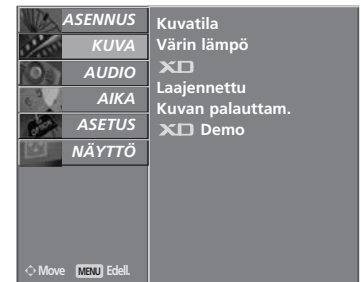 ASENNUS
KUVA
AUDIO
AIKA
ASETUS
NÄYTTÖ
Kuvatila
Värin lämpö
XD
Laajennettu
Kuvan palauttam.
XD Demo
Move MENU Edell.